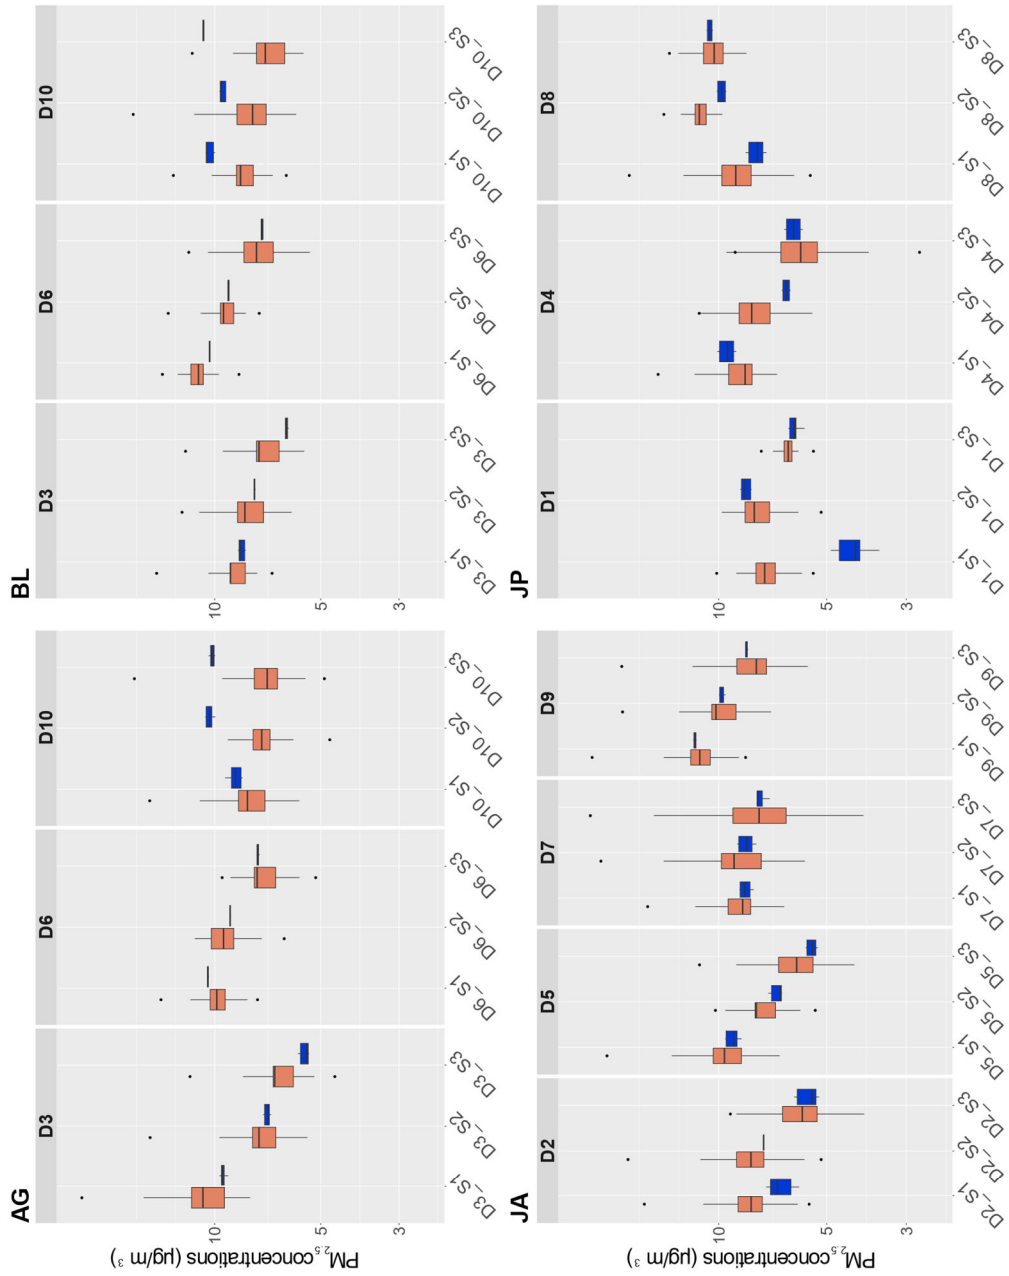 AG
D3
D6
D10
PM2.5 concentrations (μg/m 3 )
10
5
3
D3_S1
D3_S2
D3_S3
D6_S1
D6_S2
D6_S3
D10_S1
D10_S2
D10_S3
BL
D3
D6
D10
10
5
3
D3_S1
D3_S2
D3_S3
D6_S1
D6_S2
D6_S3
D10_S1
D10_S2
D10_S3
JA
D2
D5
D7
D9
PM2.5 concentrations (μg/m 3 )
10
5
3
D2_S1
D2_S2
D2_S3
D5_S1
D5_S2
D5_S3
D7_S1
D7_S2
D7_S3
D9_S1
D9_S2
D9_S3
JP
D1
D4
D8
10
5
3
D1_S1
D1_S2
D1_S3
D4_S1
D4_S2
D4_S3
D8_S1
D8_S2
D8_S3